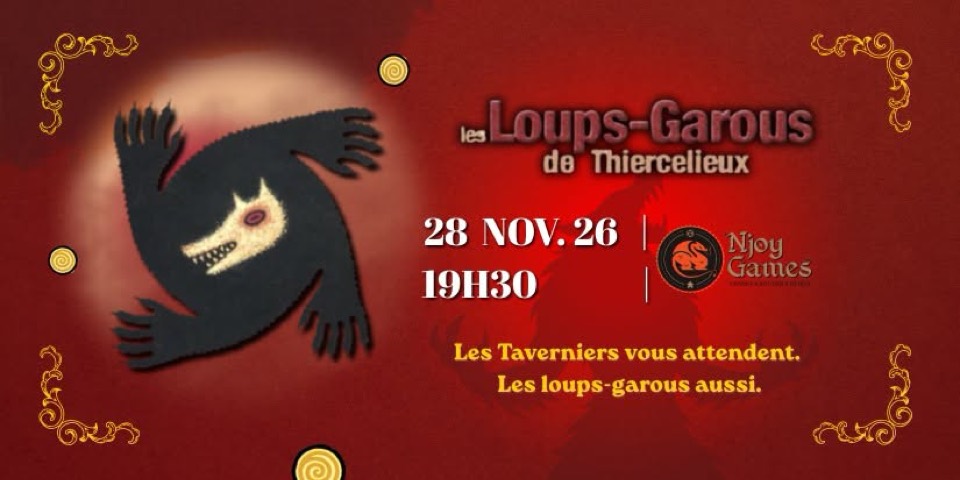 les Loups-Garous
de Thiercelieux
28 NOV. 26
19H30
Njoy
Games
Les Taverniers vous attendent.
Les loups-garous aussi.